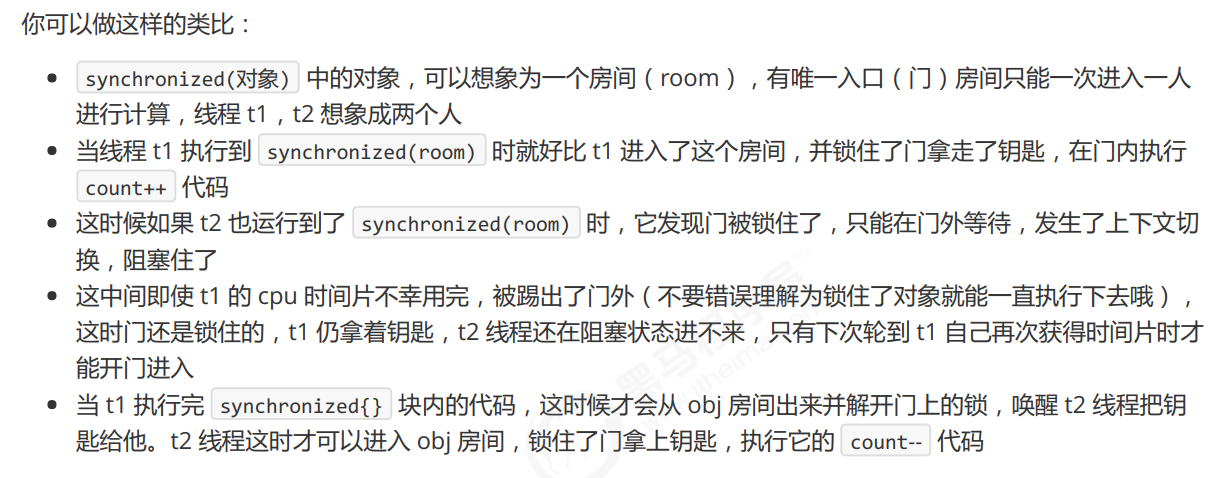 你可以做这样的类比：
synchronized(对象) 中的对象，可以想象为一个房间（room），有唯一入口（门）房间只能一次进入一人
进行计算，线程 t1，t2 想象成两个人
当线程 t1 执行到 synchronized(room) 时就好比 t1 进入了这个房间，并锁住了门拿走了钥匙，在门内执行
count++ 代码
这时候如果 t2 也运行到了 synchronized(room) 时，它发现门被锁住了，只能在门外等待，发生了上下文切
换，阻塞住了
这中间即使 t1 的 cpu 时间片不幸用完，被踢出了门外（不要错误理解为锁住了对象就能一直执行下去哦），
这时门还是锁住的，t1 仍拿着钥匙，t2 线程还在阻塞状态进不来，只有下次轮到 t1 自己再次获得时间片时才
能开门进入
当 t1 执行完 synchronized{} 块内的代码，这时候才会从 obj 房间出来并解开门上的锁，唤醒 t2 线程把钥
匙给他。t2 线程这时才可以进入 obj 房间，锁住了门拿上钥匙，执行它的 count-- 代码